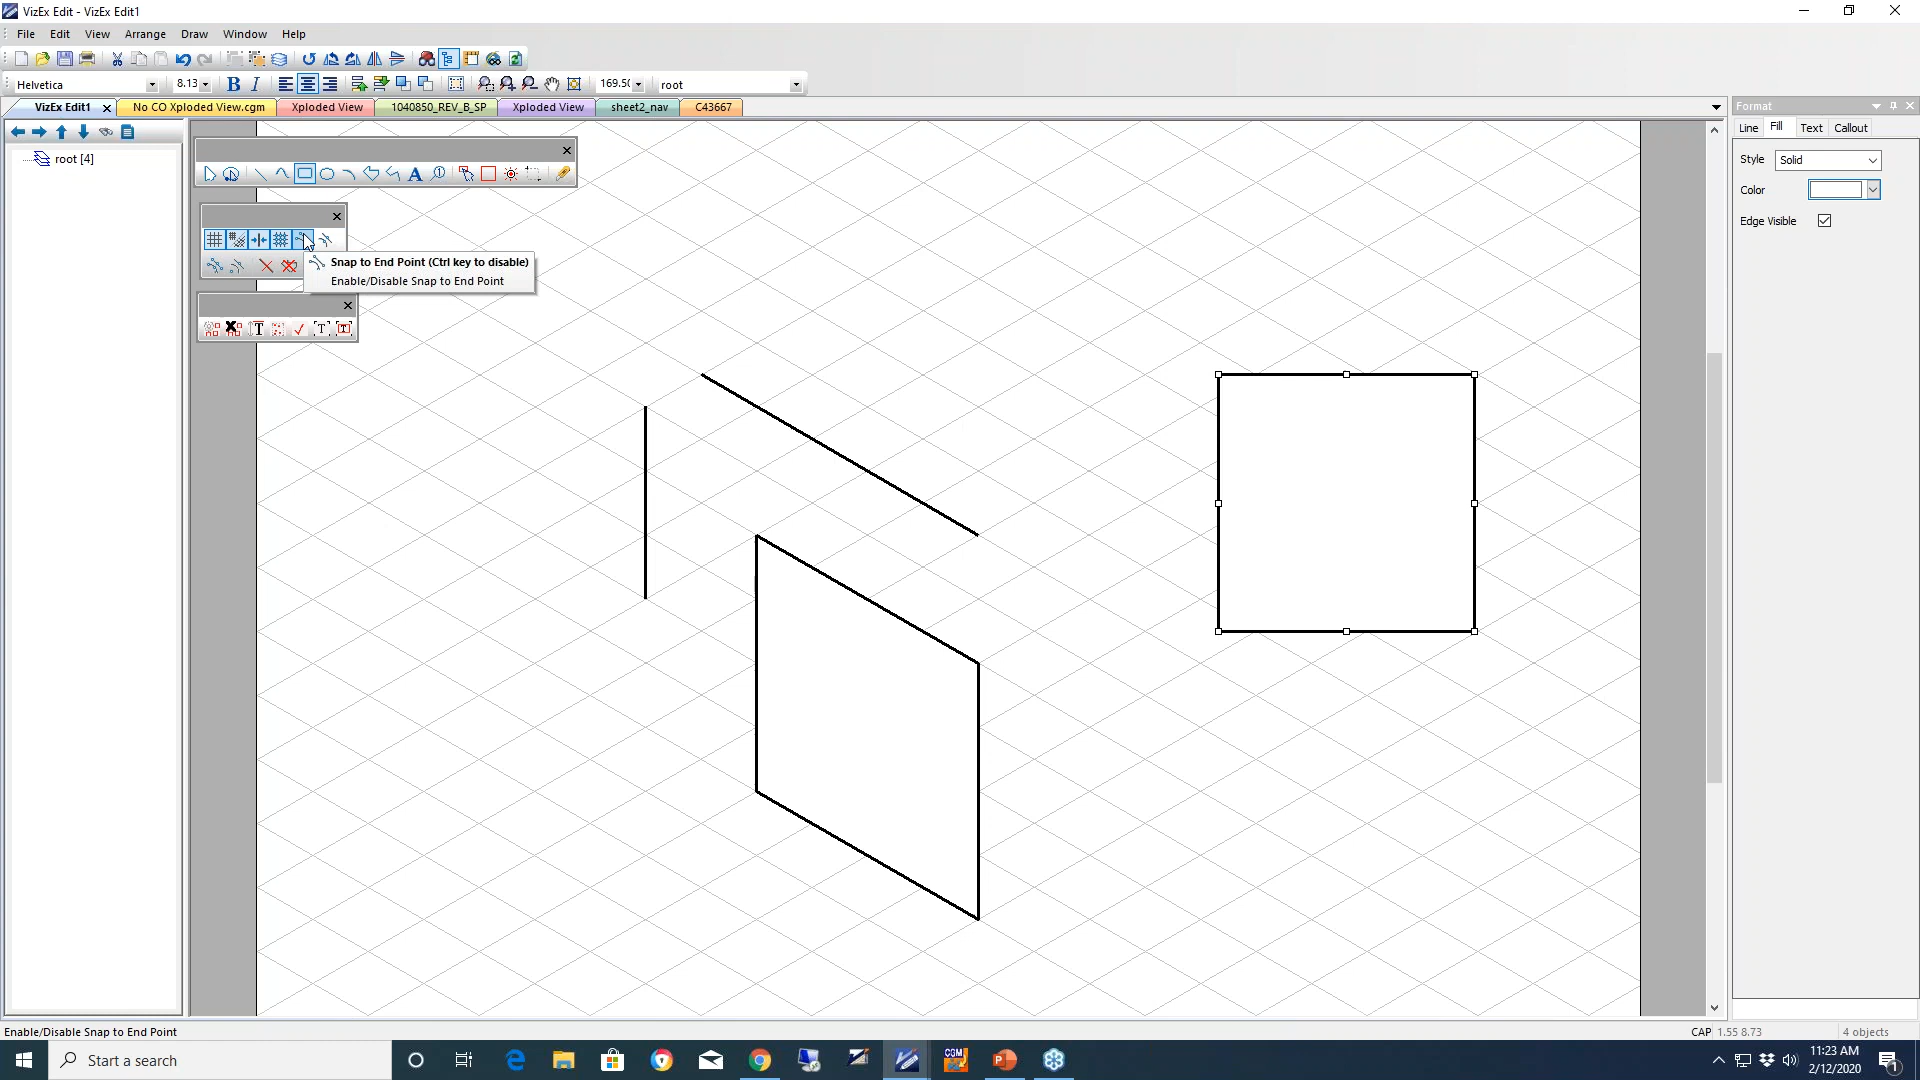 VizEx Edit - VizEx Edit1
File Edit View Arrange Draw Window Help
Helvetica 8.13 B I 169.5 root
VizEx Edit1 No CO Xploded View.cgm Xploded View 1040850_REV_B_SP Xploded View sheet2_nav C43667
Format
Line Fill Text Callout
root [4]
Style Solid
Color
Edge Visible
Snap to End Point (Ctrl key to disable)
Enable/Disable Snap to End Point
Enable/Disable Snap to End Point
CAP 1.55 8.73 4 objects
Start a search
11:23 AM
2/12/2020